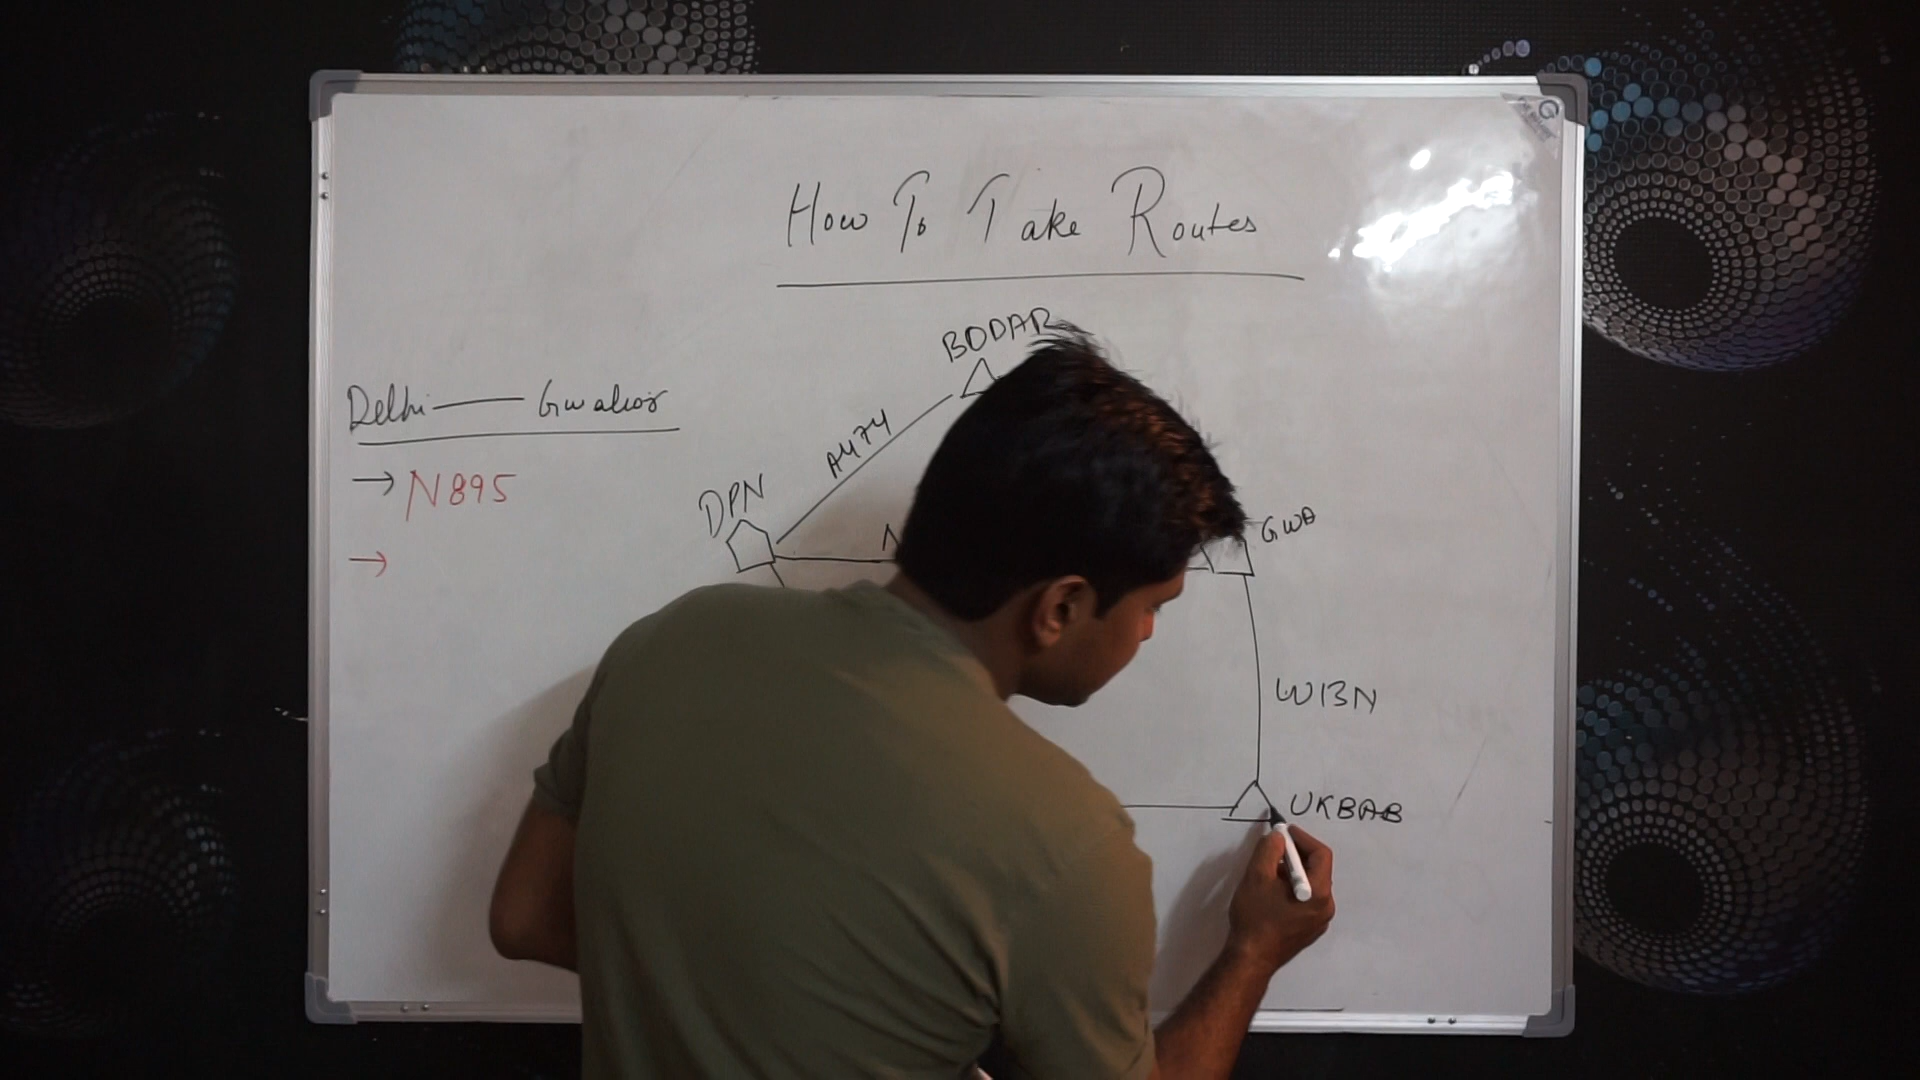 How To Take Routes
BODAR
Delhi — Gwalior
A474
→ N895
DPN
N
GWA
→
W13N
UKBAB